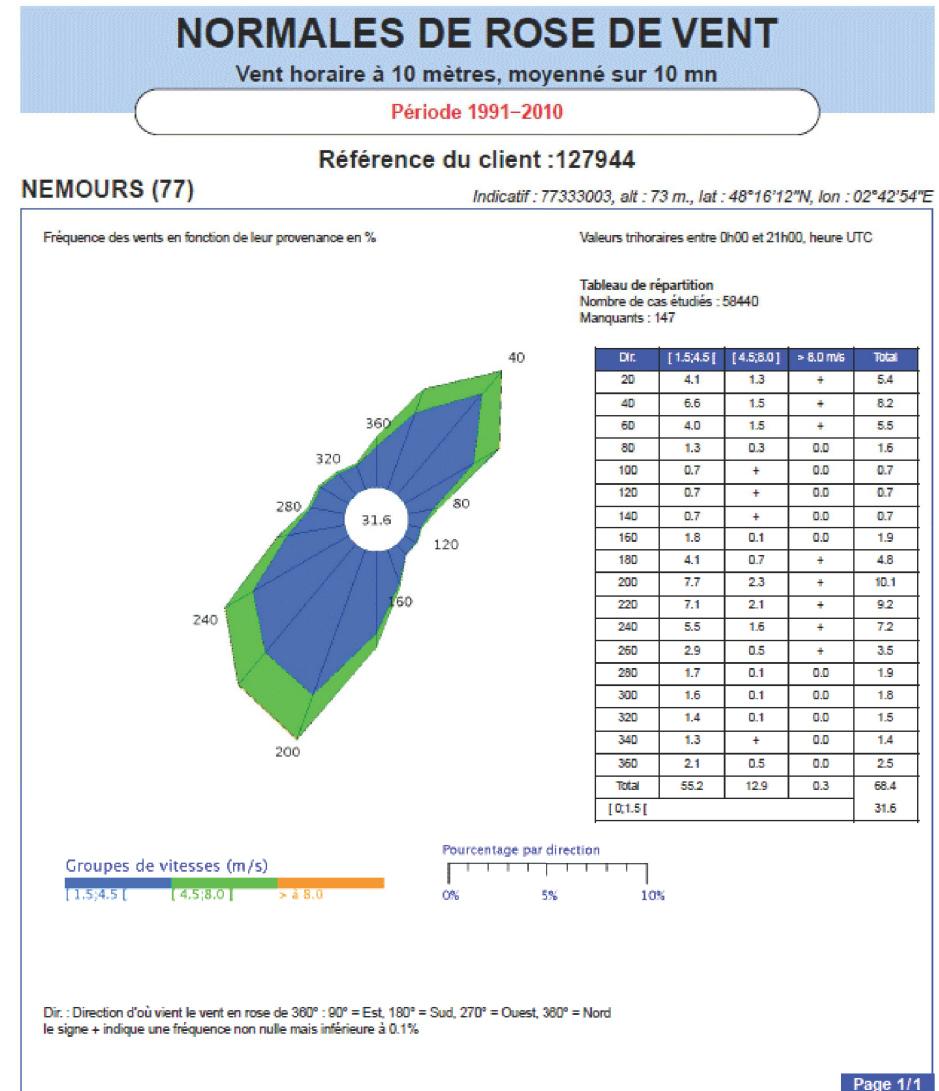 NORMALES DE ROSE DE VENT
Vent horaire à 10 mètres, moyenné sur 10 mn
Période 1991–2010
Référence du client :127944
NEMOURS (77)
Indicatif : 77333003, alt : 73 m., lat : 48°16'12"N, lon : 02°42'54"E
Fréquence des vents en fonction de leur provenance en %
Valeurs trihoraires entre 0h00 et 21h00, heure UTC
Tableau de répartition
Nombre de cas étudiés : 58440
Manquants : 147
40
360
320
280
31.6
80
120
160
240
200
Dir. [ 1.5;4.5 [ [ 4.5;8.0 ] > 8.0 m/s Total
20 4.1 1.3 + 5.4
40 6.6 1.5 + 8.2
60 4.0 1.5 + 5.5
80 1.3 0.3 0.0 1.6
100 0.7 + 0.0 0.7
120 0.7 + 0.0 0.7
140 0.7 + 0.0 0.7
160 1.8 0.1 0.0 1.9
180 4.1 0.7 + 4.8
200 7.7 2.3 + 10.1
220 7.1 2.1 + 9.2
240 5.5 1.6 + 7.2
260 2.9 0.5 + 3.5
280 1.7 0.1 0.0 1.9
300 1.6 0.1 0.0 1.8
320 1.4 0.1 0.0 1.5
340 1.3 + 0.0 1.4
360 2.1 0.5 0.0 2.5
Total 55.2 12.9 0.3 68.4
[ 0;1.5 [ 31.6
Groupes de vitesses (m/s)
[ 1.5;4.5 [ [ 4.5;8.0 ] > à 8.0
Pourcentage par direction
0% 5% 10%
Dir. : Direction d'où vient le vent en rose de 360° : 90° = Est, 180° = Sud, 270° = Ouest, 360° = Nord
le signe + indique une fréquence non nulle mais inférieure à 0.1%
Page 1/1